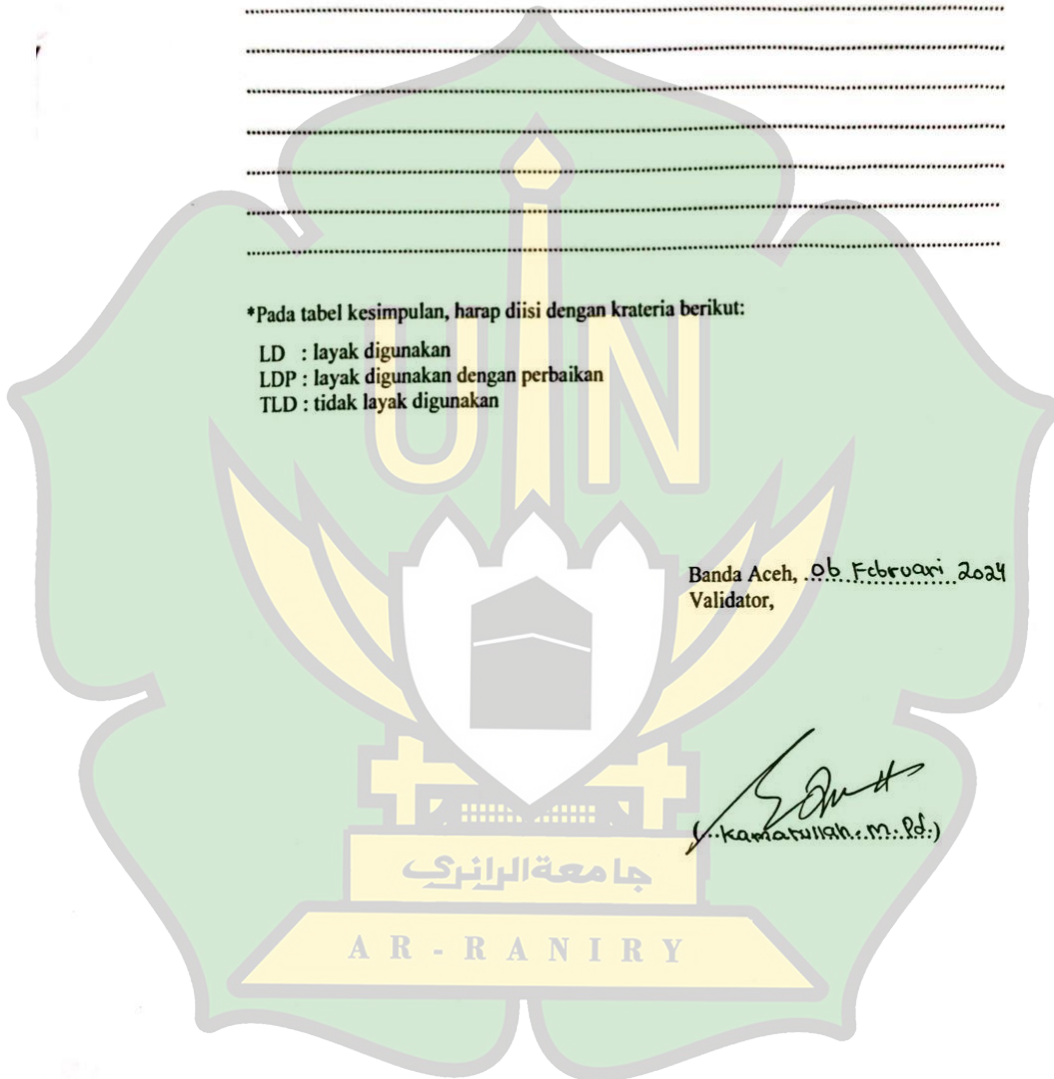 *Pada tabel kesimpulan, harap diisi dengan krateria berikut:
LD : layak digunakan
LDP : layak digunakan dengan perbaikan
TLD : tidak layak digunakan
UIN
Banda Aceh, 06 Februari 2024
Validator,
(Kamarullah. M. Pd.)
جامعة الرانري
AR-RANIRY